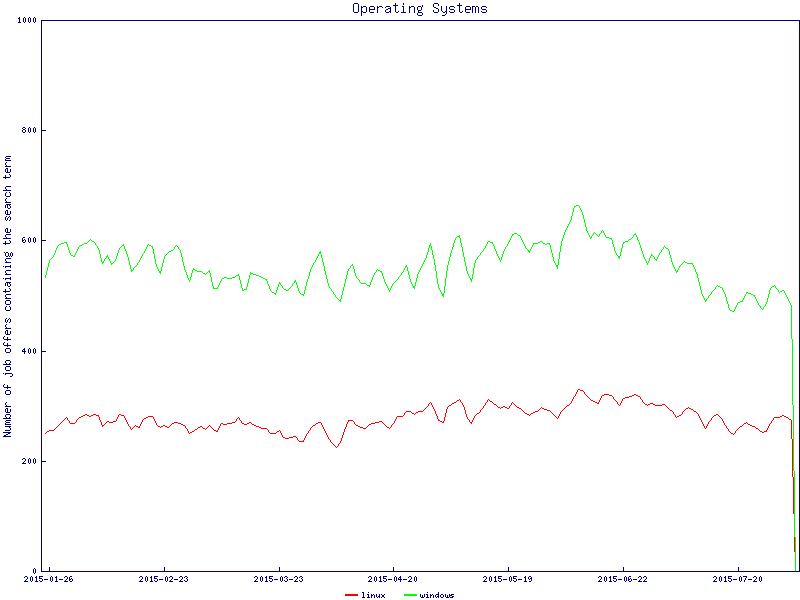 Operating Systems
Number of job offers containing the search term
1000
800
600
400
200
0
2015-01-26 2015-02-23 2015-03-23 2015-04-20 2015-05-19 2015-06-22 2015-07-20
linux windows